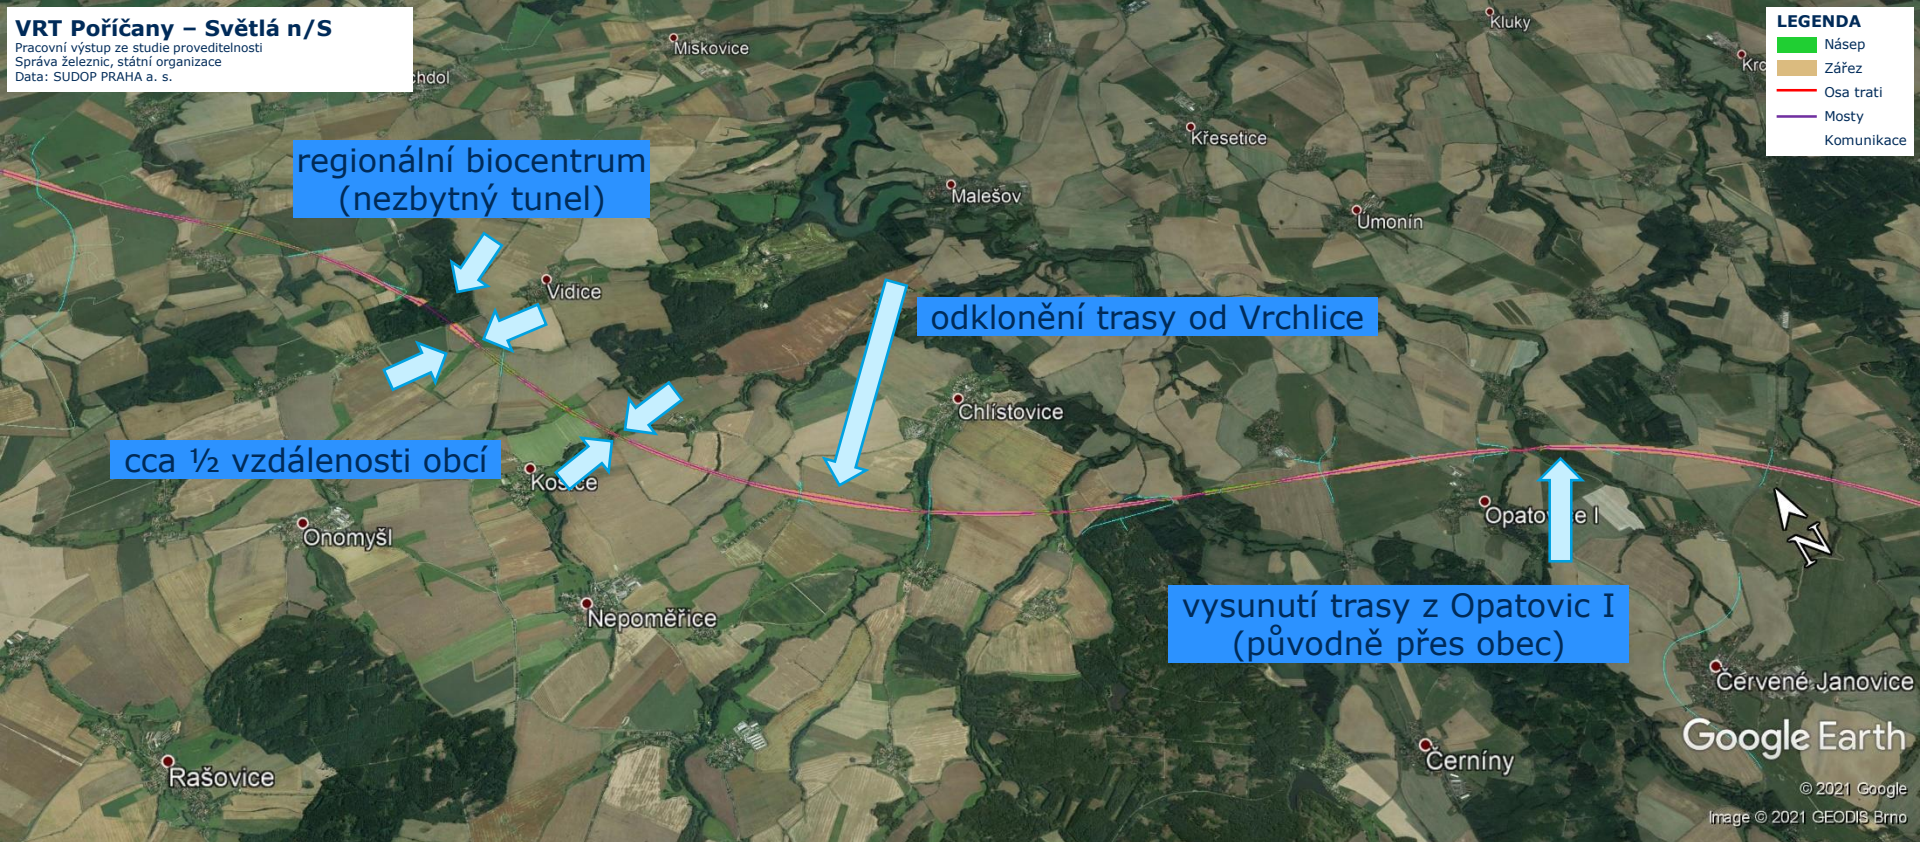 VRT Poříčany – Světlá n/S
Pracovní výstup ze studie proveditelnosti
Správa železnic, státní organizace
Data: SUDOP PRAHA a. s.
LEGENDA
Násep
Zářez
Osa trati
Mosty
Komunikace
Kluky
Miskovice
Křesetice
regionální biocentrum
(nezbytný tunel)
Malešov
Úmonín
Vidice
odklonění trasy od Vrchlice
Chlístovice
cca ½ vzdálenosti obcí
Onomyšl
N
Nepoměřice
vysunutí trasy z Opatovic I
(původně přes obec)
Červené Janovice
Rašovice
Černíny
Google Earth
© 2021 Google
Image © 2021 GEODIS Brno